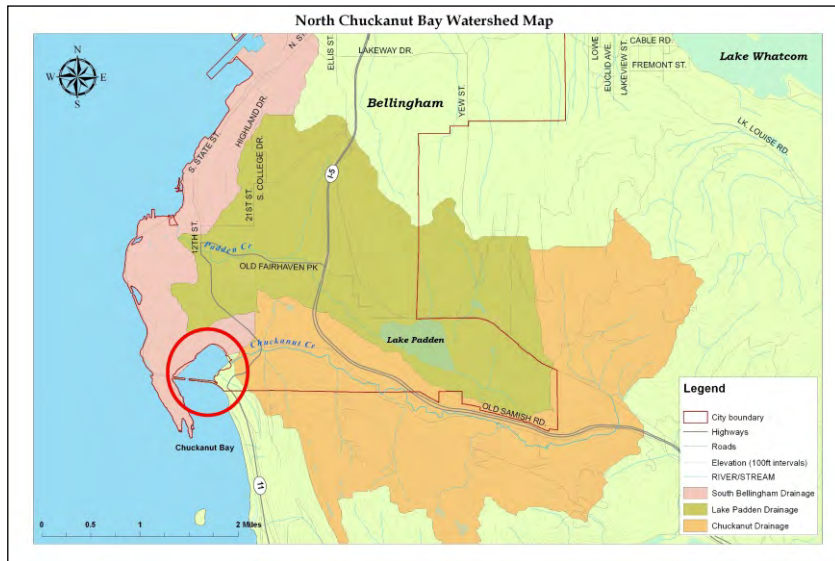 North Chuckanut Bay Watershed Map
N
W E
S
N. ST
ELLIS ST.
LAKEWAY DR.
LOWE
EUCLID AVE.
LAKEVIEW ST.
CABLE RD
FREMONT ST.
Lake Whatcom
YEW ST.
Bellingham
HIGHLAND DR.
S. STATE ST.
LK. LOUISE RD.
I-5
S. COLLEGE DR.
21ST ST.
12TH ST.
Padden Cr
OLD FAIRHAVEN PK
Chuckanut Cr
Lake Padden
OLD SAMISH RD.
Chuckanut Bay
11
0 0.5 1 2 Miles
Legend
City boundary
Highways
Roads
Elevation (100ft intervals)
RIVER/STREAM
South Bellingham Drainage
Lake Padden Drainage
Chuckanut Drainage